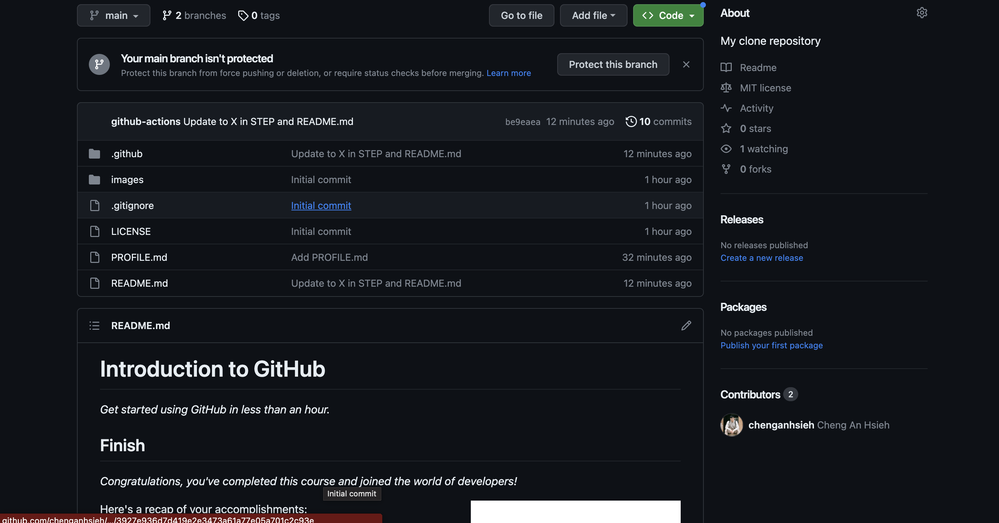 main
2 branches
0 tags
Go to file
Add file
Code
Your main branch isn't protected
Protect this branch from force pushing or deletion, or require status checks before merging. Learn more
Protect this branch
github-actions Update to X in STEP and README.md be9eaea 12 minutes ago 10 commits
.github Update to X in STEP and README.md 12 minutes ago
images Initial commit 1 hour ago
.gitignore Initial commit 1 hour ago
LICENSE Initial commit 1 hour ago
PROFILE.md Add PROFILE.md 32 minutes ago
README.md Update to X in STEP and README.md 12 minutes ago
README.md
Introduction to GitHub
Get started using GitHub in less than an hour.
Finish
Congratulations, you've completed this course and joined the world of developers!
Initial commit
Here's a recap of your accomplishments:
github.com/chenganhsieh/.../3927e936d7d419e2e3473a61a77e05a701c2c93e
About
My clone repository
Readme
MIT license
Activity
0 stars
1 watching
0 forks
Releases
No releases published
Create a new release
Packages
No packages published
Publish your first package
Contributors 2
chenganhsieh Cheng An Hsieh